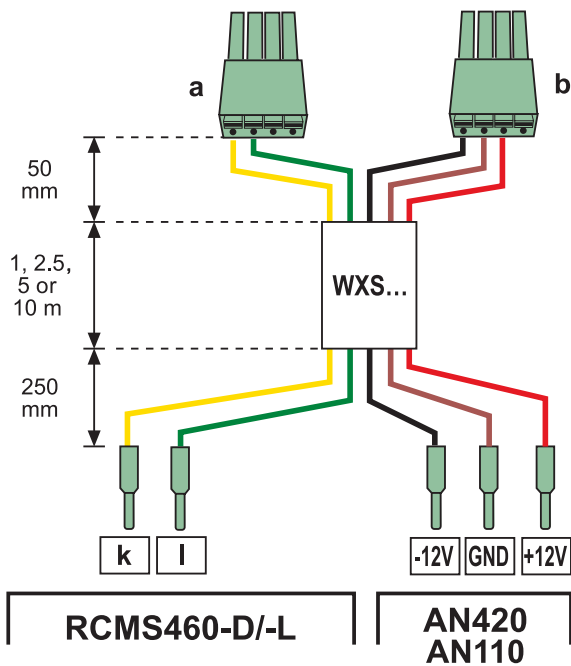 a
b
50
mm
1, 2.5,
5 or
10 m
WXS...
250
mm
k
l
-12V
GND
+12V
RCMS460-D/-L
AN420
AN110